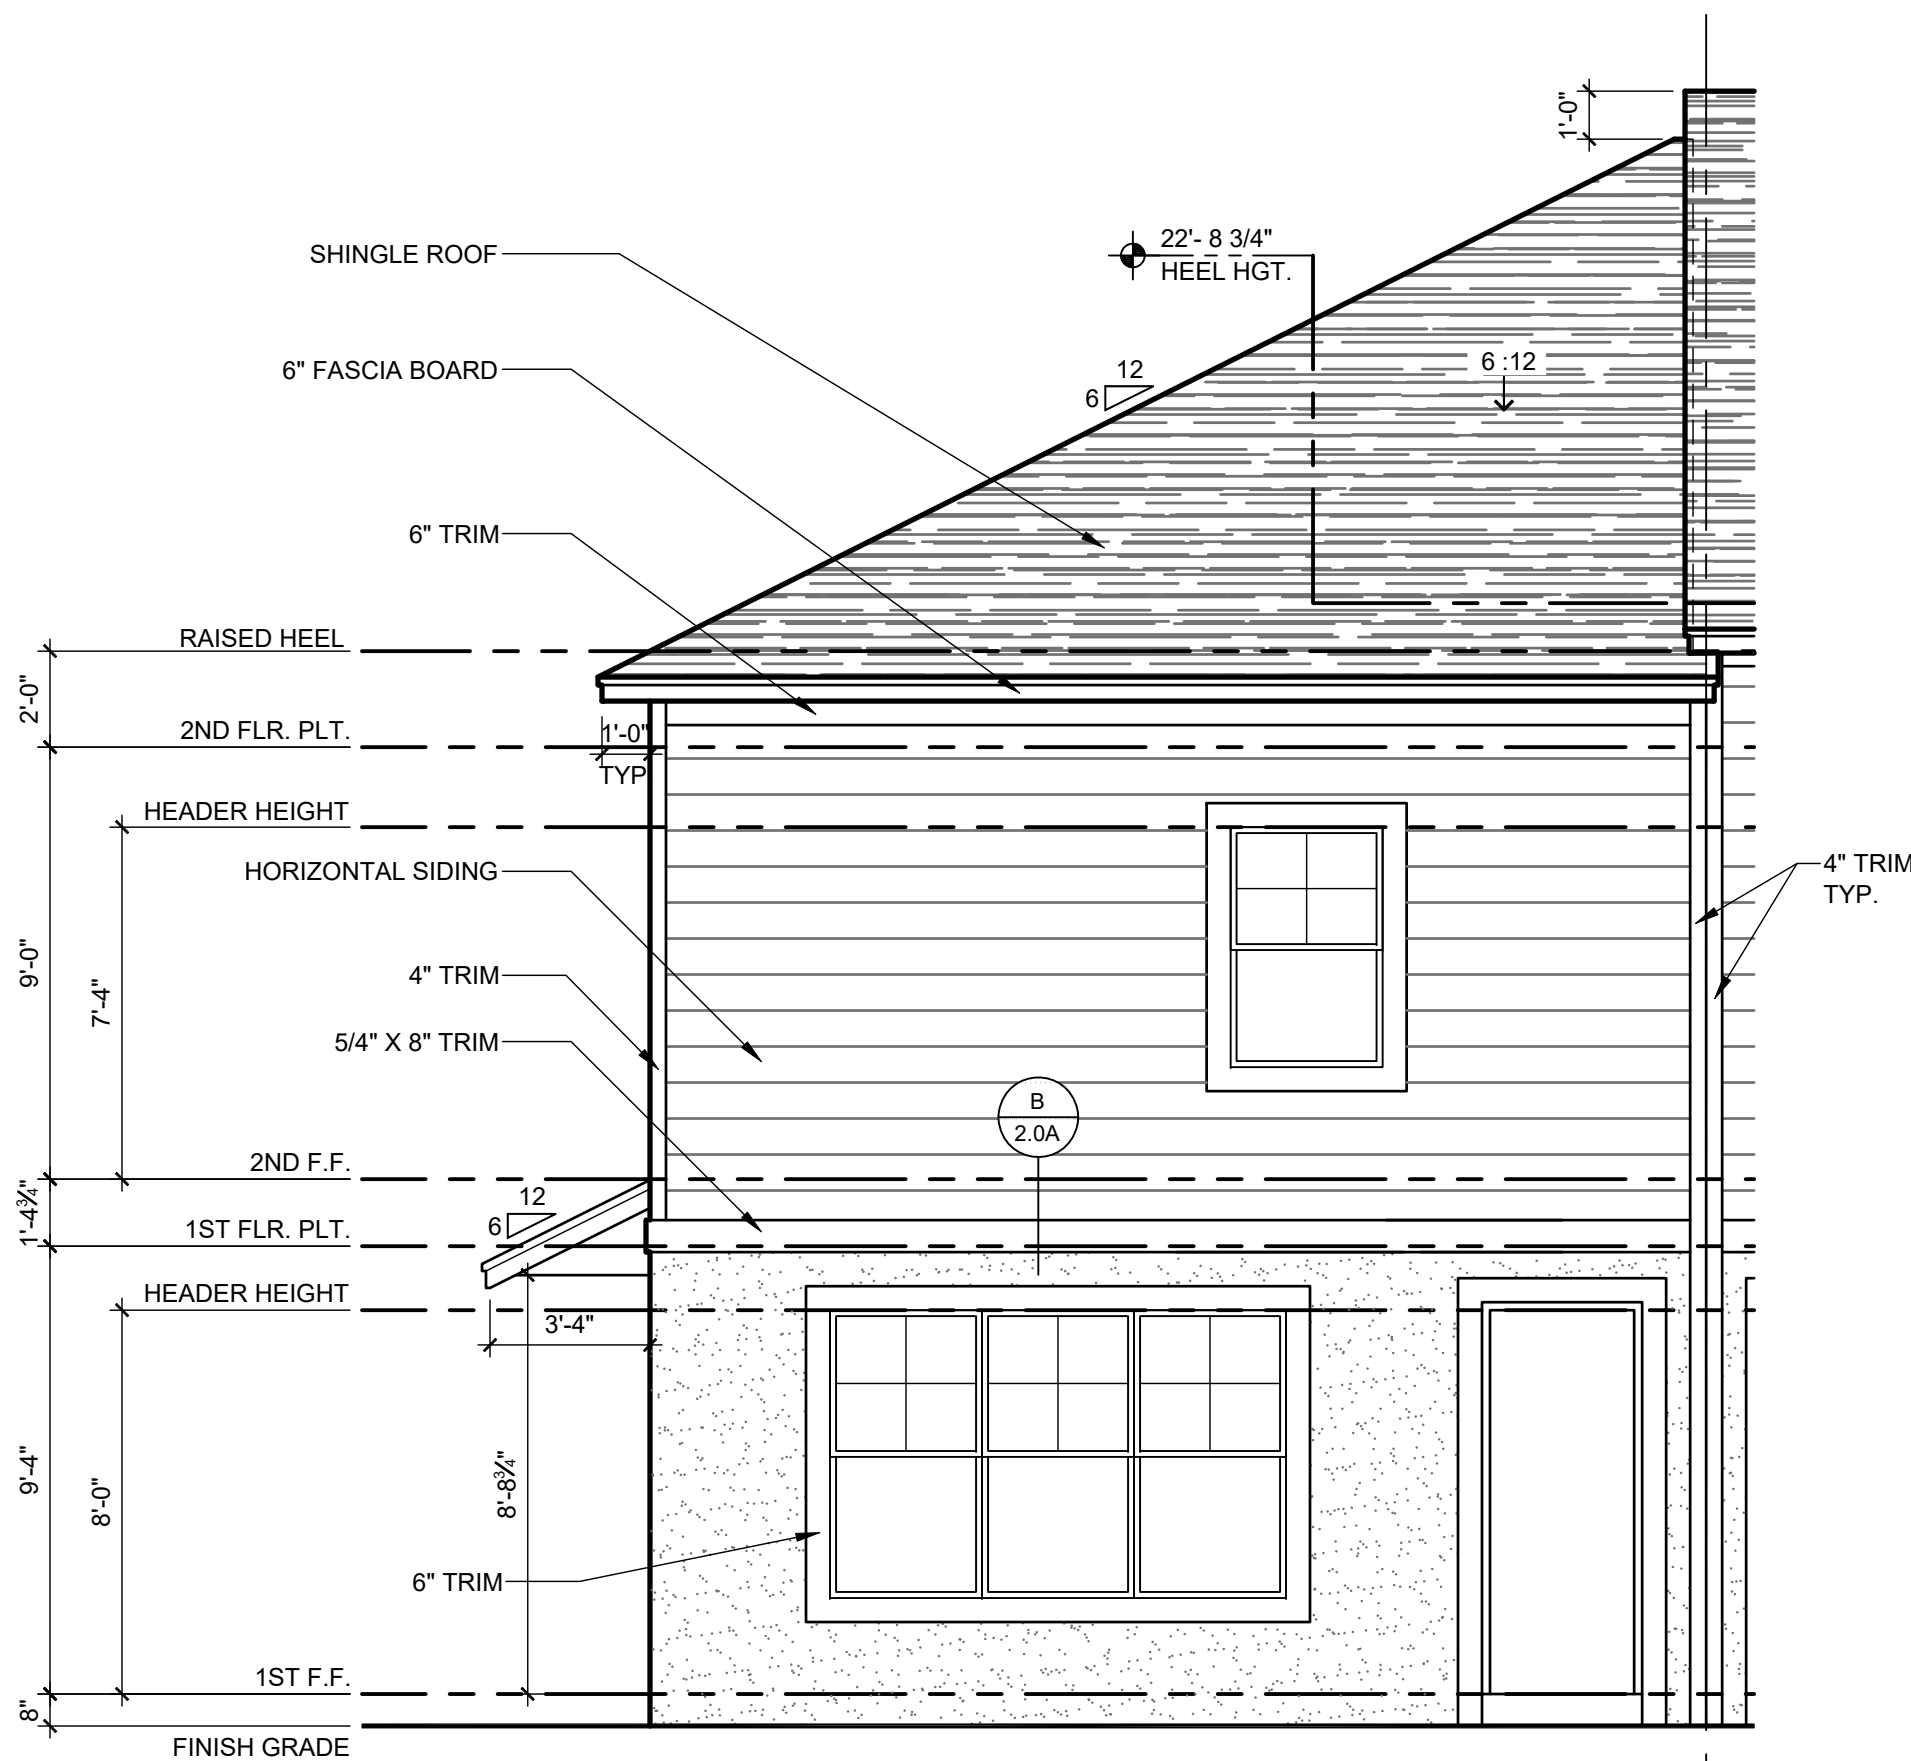 1'-0"
22'- 8 3/4"
HEEL HGT.
SHINGLE ROOF
6 :12
12
6
6" FASCIA BOARD
6" TRIM
RAISED HEEL
2'-0"
2ND FLR. PLT.
1'-0"
TYP
HEADER HEIGHT
HORIZONTAL SIDING
4" TRIM
TYP.
9'-0"
7'-4"
4" TRIM
5/4" X 8" TRIM
B
2.0A
2ND F.F.
12
6
1'-4¾"
1ST FLR. PLT.
HEADER HEIGHT
3'-4"
9'-4"
8'-0"
8'-8¾"
6" TRIM
1ST F.F.
8"
FINISH GRADE